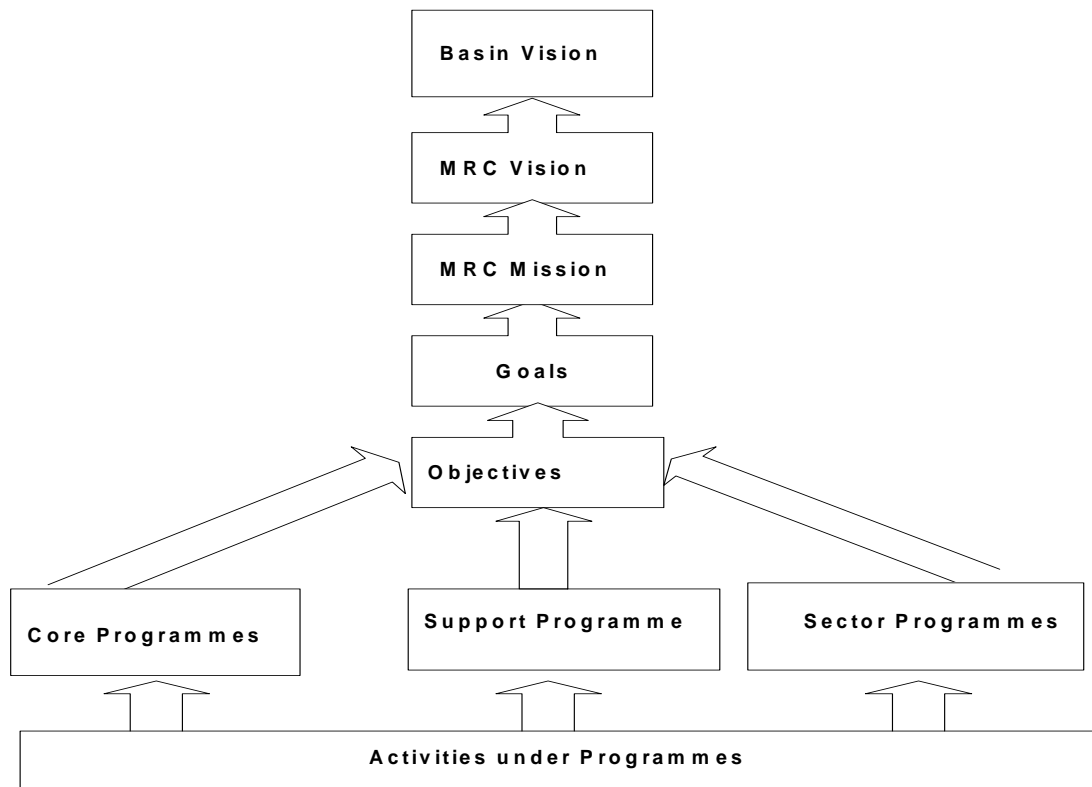 Basin Vision
MRC Vision
MRC Mission
Goals
Objectives
Core Programmes
Support Programme
Sector Programmes
Activities under Programmes